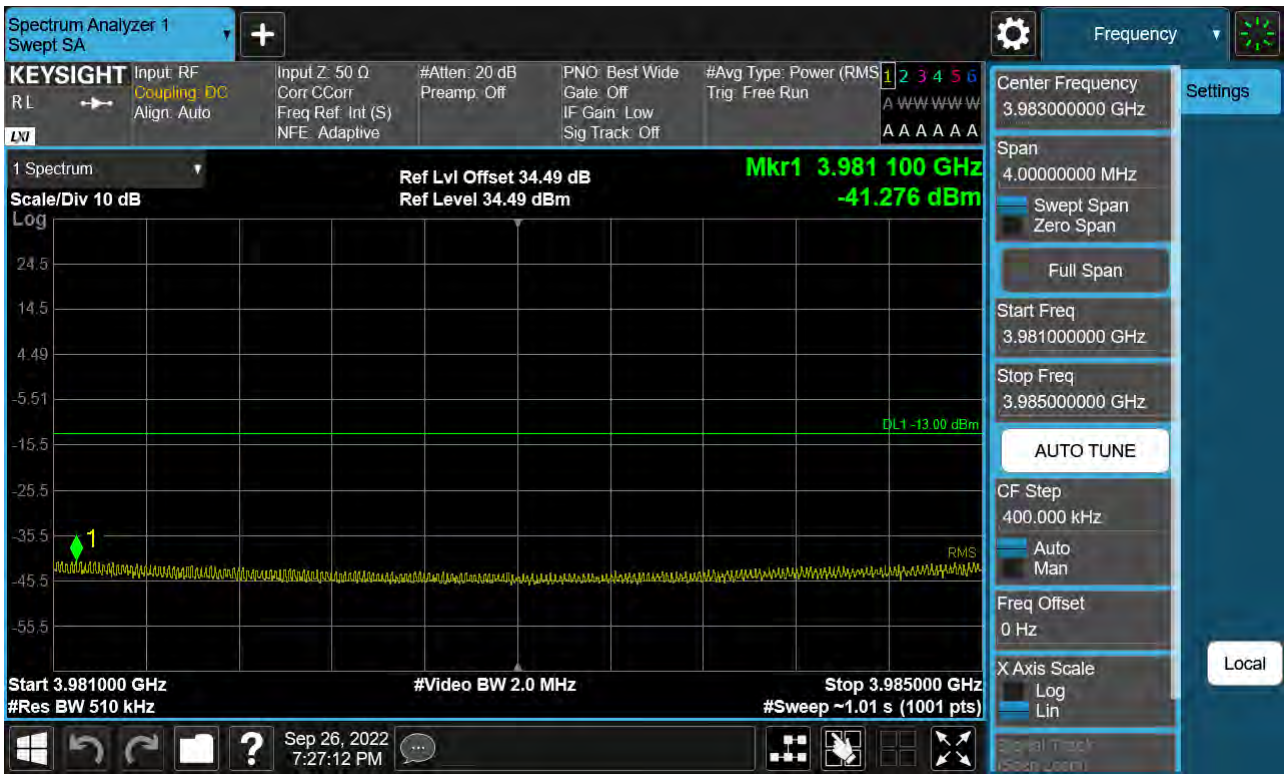 Spectrum Analyzer 1
Swept SA
+
Frequency
KEYSIGHT
RL
LXI
Input: RF
Coupling: DC
Align: Auto
Input Z: 50 Ω
Corr CCorr
Freq Ref: Int (S)
NFE: Adaptive
#Atten: 20 dB
Preamp: Off
PNO: Best Wide
Gate: Off
IF Gain: Low
Sig Track: Off
#Avg Type: Power (RMS
Trig: Free Run
1 2 3 4 5 6
A WW WW W
A A A A A A
1 Spectrum
Scale/Div 10 dB
Log
Ref Lvl Offset 34.49 dB
Ref Level 34.49 dBm
Mkr1 3.981 100 GHz
-41.276 dBm
24.5
14.5
4.49
-5.51
DL1 -13.00 dBm
-15.5
-25.5
-35.5
1
RMS
-45.5
-55.5
Start 3.981000 GHz
#Res BW 510 kHz
#Video BW 2.0 MHz
Stop 3.985000 GHz
#Sweep ~1.01 s (1001 pts)
Center Frequency
3.983000000 GHz
Settings
Span
4.00000000 MHz
Swept Span
Zero Span
Full Span
Start Freq
3.981000000 GHz
Stop Freq
3.985000000 GHz
AUTO TUNE
CF Step
400.000 kHz
Auto
Man
Freq Offset
0 Hz
X Axis Scale
Log
Lin
Local
Signal Track
(Span Zoom)
?
Sep 26, 2022
7:27:12 PM